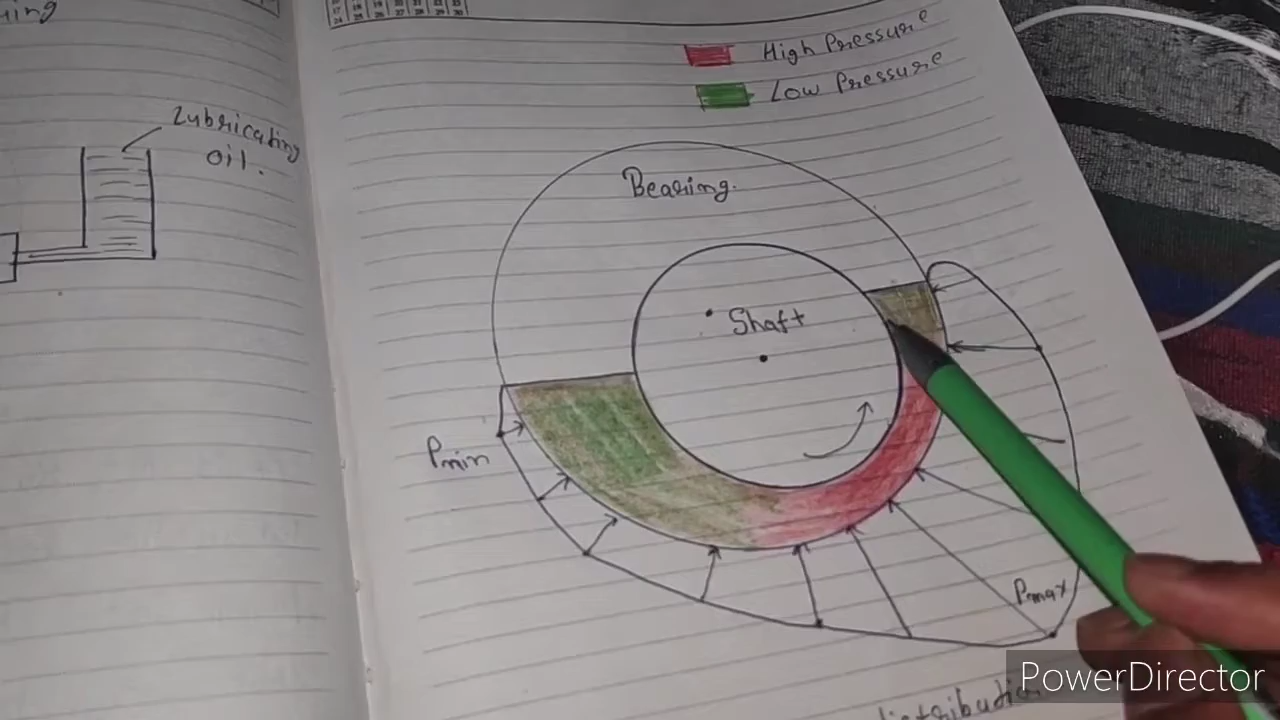 Lubricating
oil.
High Pressure
Low Pressure
Bearing.
Shaft
Pmin
Pmax
PowerDirector